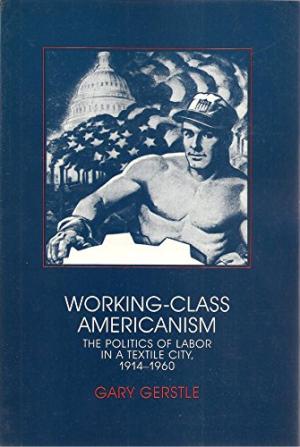 WORKING-CLASS
AMERICANISM
THE POLITICS OF LABOR
IN A TEXTILE CITY,
1914–1960
GARY GERSTLE